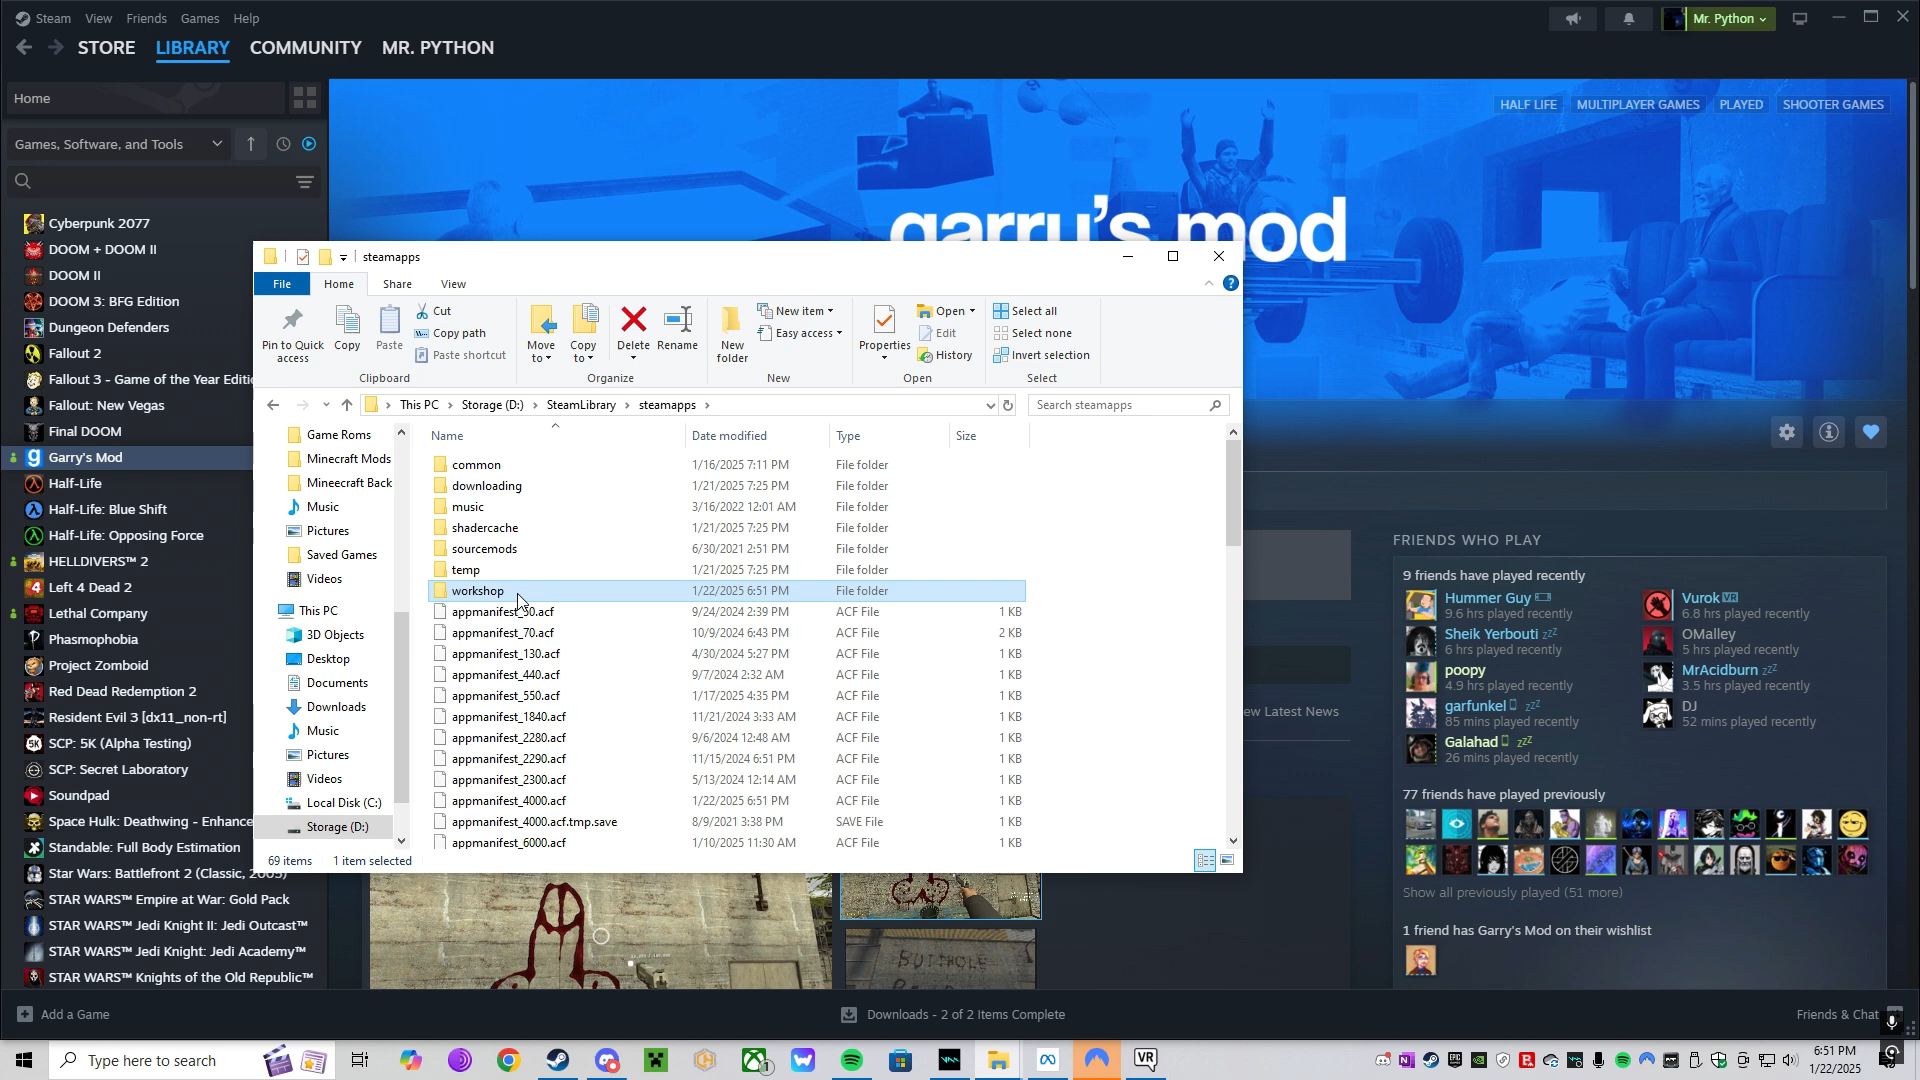 Steam View Friends Games Help
Mr. Python
STORE LIBRARY COMMUNITY MR. PYTHON
Home
HALF LIFE MULTIPLAYER GAMES PLAYED SHOOTER GAMES
Games, Software, and Tools
garry's mod
Cyberpunk 2077
DOOM + DOOM II
DOOM II
DOOM 3: BFG Edition
Dungeon Defenders
Fallout 2
Fallout 3 - Game of the Year Editi
Fallout: New Vegas
Final DOOM
Garry's Mod
Half-Life
Half-Life: Blue Shift
Half-Life: Opposing Force
HELLDIVERS™ 2
Left 4 Dead 2
Lethal Company
Phasmophobia
Project Zomboid
Red Dead Redemption 2
Resident Evil 3 [dx11_non-rt]
SCP: 5K (Alpha Testing)
SCP: Secret Laboratory
Soundpad
Space Hulk: Deathwing - Enhance
Standable: Full Body Estimation
Star Wars: Battlefront 2 (Classic, 2005)
STAR WARS™ Empire at War: Gold Pack
STAR WARS™ Jedi Knight II: Jedi Outcast™
STAR WARS™ Jedi Knight: Jedi Academy™
STAR WARS™ Knights of the Old Republic™
steamapps
File Home Share View
Pin to Quick access
Copy
Paste
Cut
Copy path
Paste shortcut
Clipboard
Move to
Copy to
Delete
Rename
Organize
New folder
New item
Easy access
New
Properties
Open
Edit
History
Open
Select all
Select none
Invert selection
Select
This PC > Storage (D:) > SteamLibrary > steamapps >
Search steamapps
Game Roms
Minecraft Mods
Mineecraft Back
Music
Pictures
Saved Games
Videos
This PC
3D Objects
Desktop
Documents
Downloads
Music
Pictures
Videos
Local Disk (C:)
Storage (D:)
Name Date modified Type Size
common 1/16/2025 7:11 PM File folder
downloading 1/21/2025 7:25 PM File folder
music 3/16/2022 12:01 AM File folder
shadercache 1/21/2025 7:25 PM File folder
sourcemods 6/30/2021 2:51 PM File folder
temp 1/21/2025 7:25 PM File folder
workshop 1/22/2025 6:51 PM File folder
appmanifest_50.acf 9/24/2024 2:39 PM ACF File 1 KB
appmanifest_70.acf 10/9/2024 6:43 PM ACF File 2 KB
appmanifest_130.acf 4/30/2024 5:27 PM ACF File 1 KB
appmanifest_440.acf 9/7/2024 2:32 AM ACF File 1 KB
appmanifest_550.acf 1/17/2025 4:35 PM ACF File 1 KB
appmanifest_1840.acf 11/21/2024 3:33 AM ACF File 1 KB
appmanifest_2280.acf 9/6/2024 12:48 AM ACF File 1 KB
appmanifest_2290.acf 11/15/2024 6:51 PM ACF File 1 KB
appmanifest_2300.acf 5/13/2024 12:14 AM ACF File 1 KB
appmanifest_4000.acf 1/22/2025 6:51 PM ACF File 1 KB
appmanifest_4000.acf.tmp.save 8/9/2021 3:38 PM SAVE File 1 KB
appmanifest_6000.acf 1/10/2025 11:30 AM ACF File 1 KB
69 items 1 item selected
ew Latest News
FRIENDS WHO PLAY
9 friends have played recently
Hummer Guy
9.6 hrs played recently
Vurok VR
6.8 hrs played recently
Sheik Yerbouti zzz
6 hrs played recently
OMalley
5 hrs played recently
poopy
4.9 hrs played recently
MrAcidburn zzz
3.5 hrs played recently
garfunkel zzz
85 mins played recently
DJ
52 mins played recently
Galahad zzz
26 mins played recently
77 friends have played previously
Show all previously played (51 more)
1 friend has Garry's Mod on their wishlist
BUTTHOLE
Add a Game
Downloads - 2 of 2 Items Complete
Friends & Chat
Type here to search
VR
6:51 PM
1/22/2025